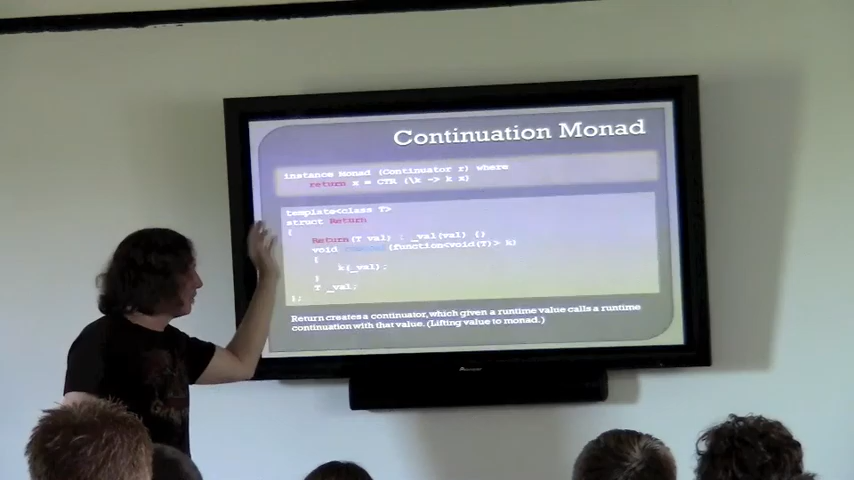 Continuation Monad
instance Monad (Continuator r) where
return x = CTR (\k -> k x)
template<class T>
struct Return
{
Return(T val) : _val(val) {}
void (function<void(T)> k)
{
k(_val);
}
T _val;
};
Return creates a continuator, which given a runtime value calls a runtime
continuation with that value. (Lifting value to monad.)
Pioneer